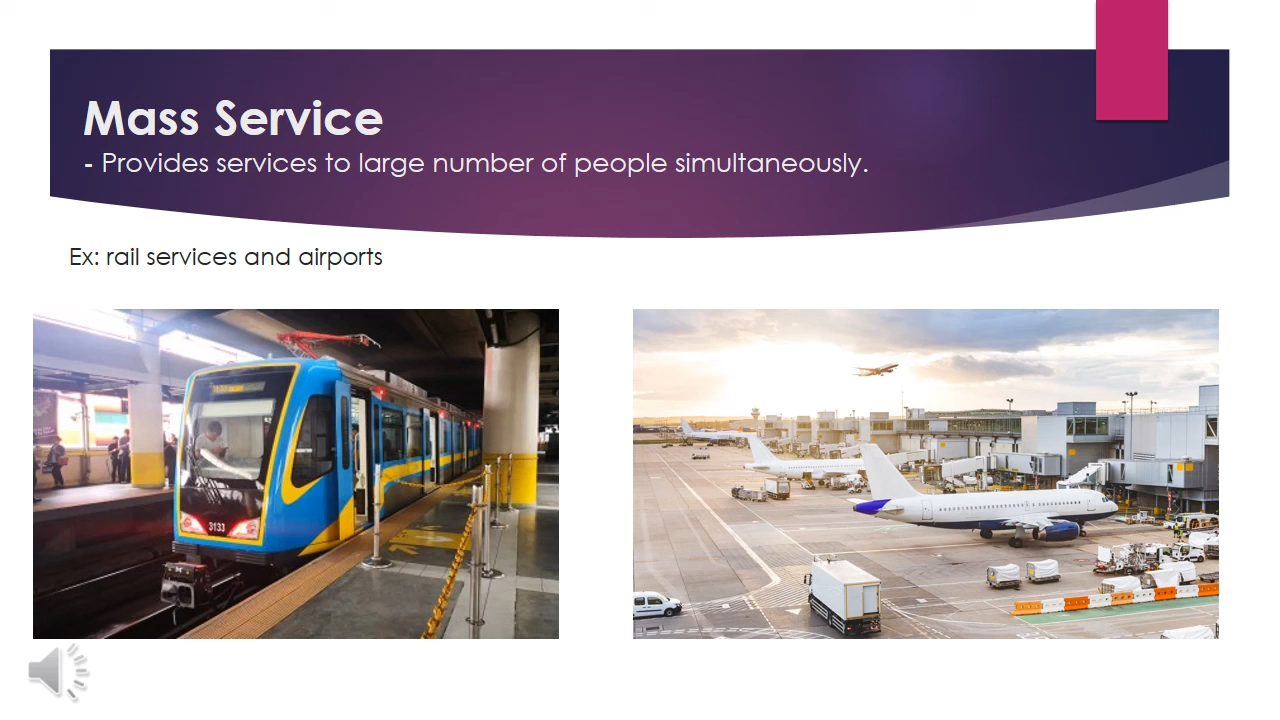 Mass Service
- Provides services to large number of people simultaneously.
Ex: rail services and airports
3133